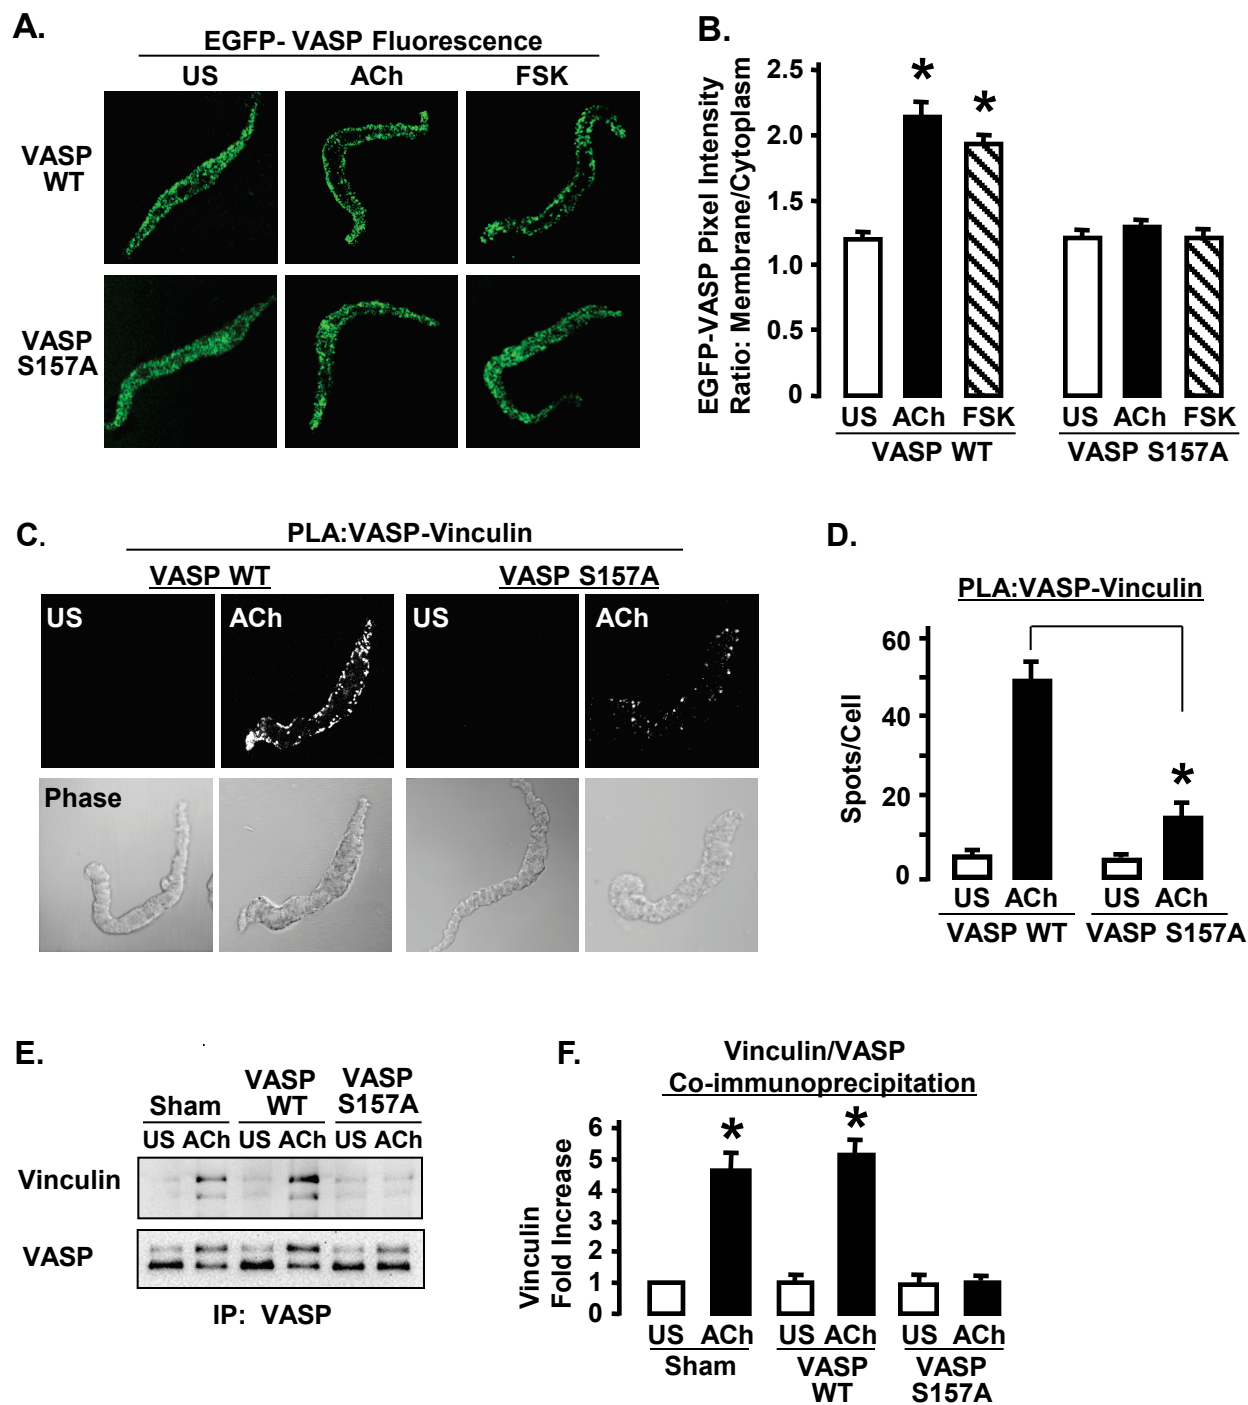 A.
EGFP- VASP Fluorescence
US ACh FSK
VASP
WT
VASP
S157A
B.
EGFP-VASP Pixel Intensity
Ratio: Membrane/Cytoplasm
2.5
2.0
1.5
1.0
0.5
0
*
*
US ACh FSK US ACh FSK
VASP WT VASP S157A
C.
PLA:VASP-Vinculin
VASP WT VASP S157A
US ACh US ACh
Phase
D.
PLA:VASP-Vinculin
Spots/Cell
60
40
20
0
*
US ACh US ACh
VASP WT VASP S157A
E.
Sham VASP WT VASP S157A
US ACh US ACh US ACh
Vinculin
VASP
IP: VASP
F.
Vinculin/VASP
Co-immunoprecipitation
Vinculin
Fold Increase
6
5
4
3
2
1
0
*
*
US ACh US ACh US ACh
Sham VASP WT VASP S157A